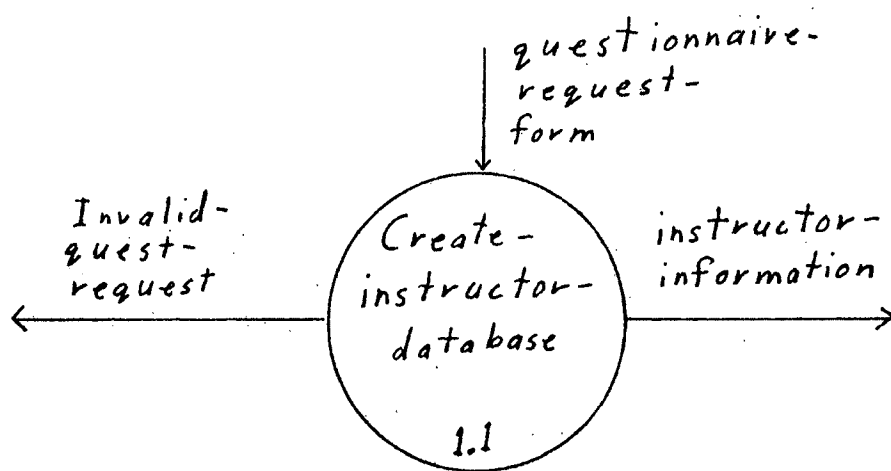 questionnaire-
request-
form
Invalid-
quest-
request
Create-
instructor-
database
1.1
instructor-
information